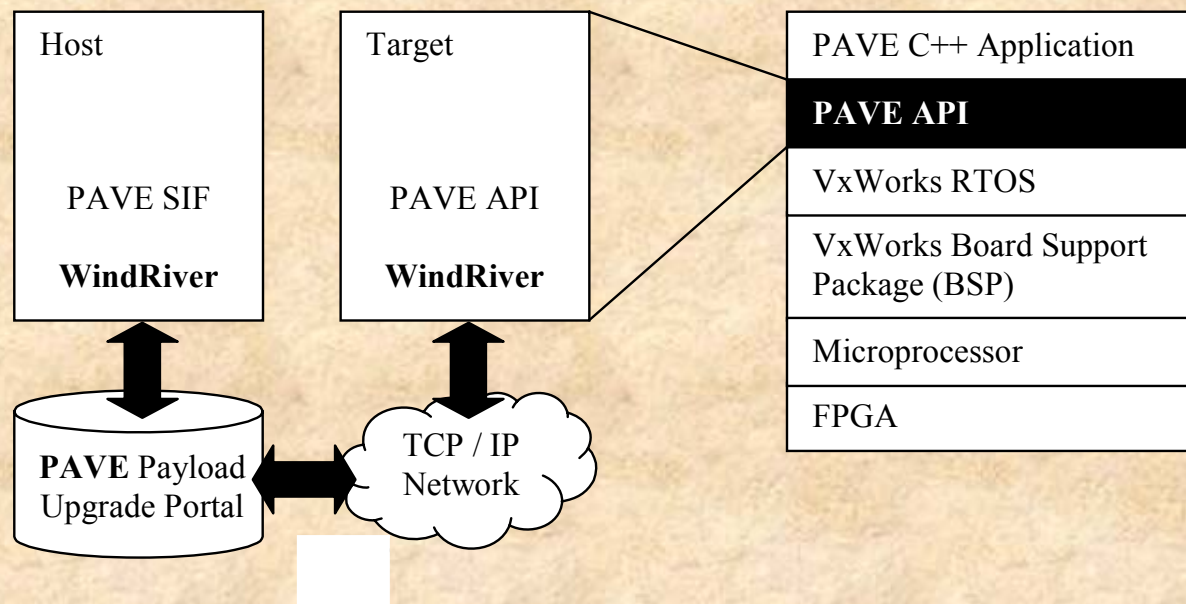 Host
PAVE SIF
WindRiver
Target
PAVE API
WindRiver
PAVE Payload
Upgrade Portal
TCP / IP
Network
PAVE C++ Application
PAVE API
VxWorks RTOS
VxWorks Board Support
Package (BSP)
Microprocessor
FPGA